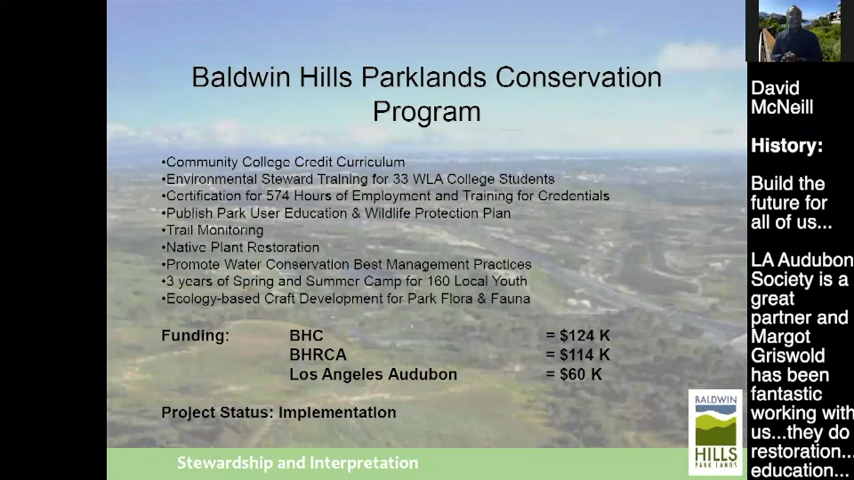 Baldwin Hills Parklands Conservation
Program
•Community College Credit Curriculum
•Environmental Steward Training for 33 WLA College Students
•Certification for 574 Hours of Employment and Training for Credentials
•Publish Park User Education & Wildlife Protection Plan
•Trail Monitoring
•Native Plant Restoration
•Promote Water Conservation Best Management Practices
•3 years of Spring and Summer Camp for 160 Local Youth
•Ecology-based Craft Development for Park Flora & Fauna
Funding: BHC = $124 K
BHRCA = $114 K
Los Angeles Audubon = $60 K
Project Status: Implementation
Stewardship and Interpretation
BALDWIN
HILLS
PARK LANDS
David
McNeill
History:
Build the
future for
all of us...
LA Audubon
Society is a
great
partner and
Margot
Griswold
has been
fantastic
working with
us...they do
restoration...
education...